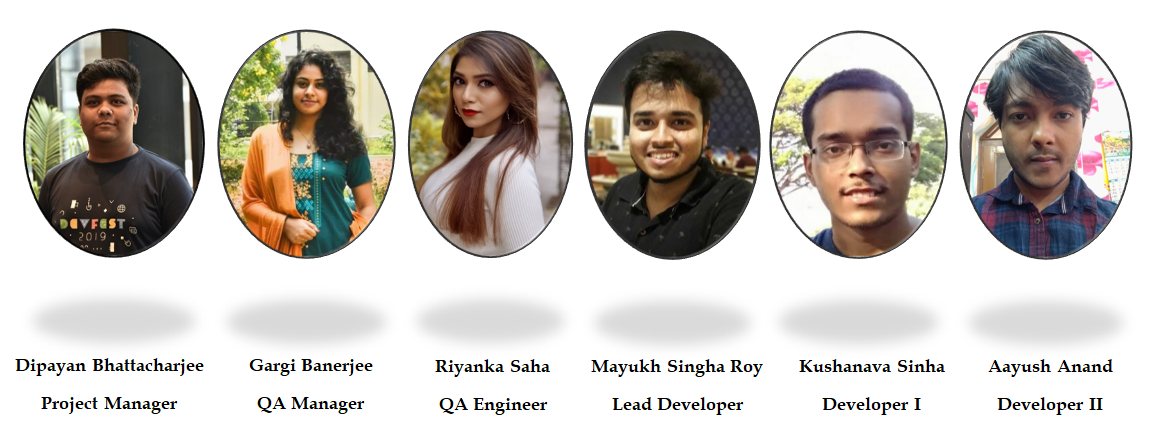 DEVFEST
2019
Dipayan Bhattacharjee
Gargi Banerjee
Riyanka Saha
Mayukh Singha Roy
Kushanava Sinha
Aayush Anand
Project Manager
QA Manager
QA Engineer
Lead Developer
Developer I
Developer II